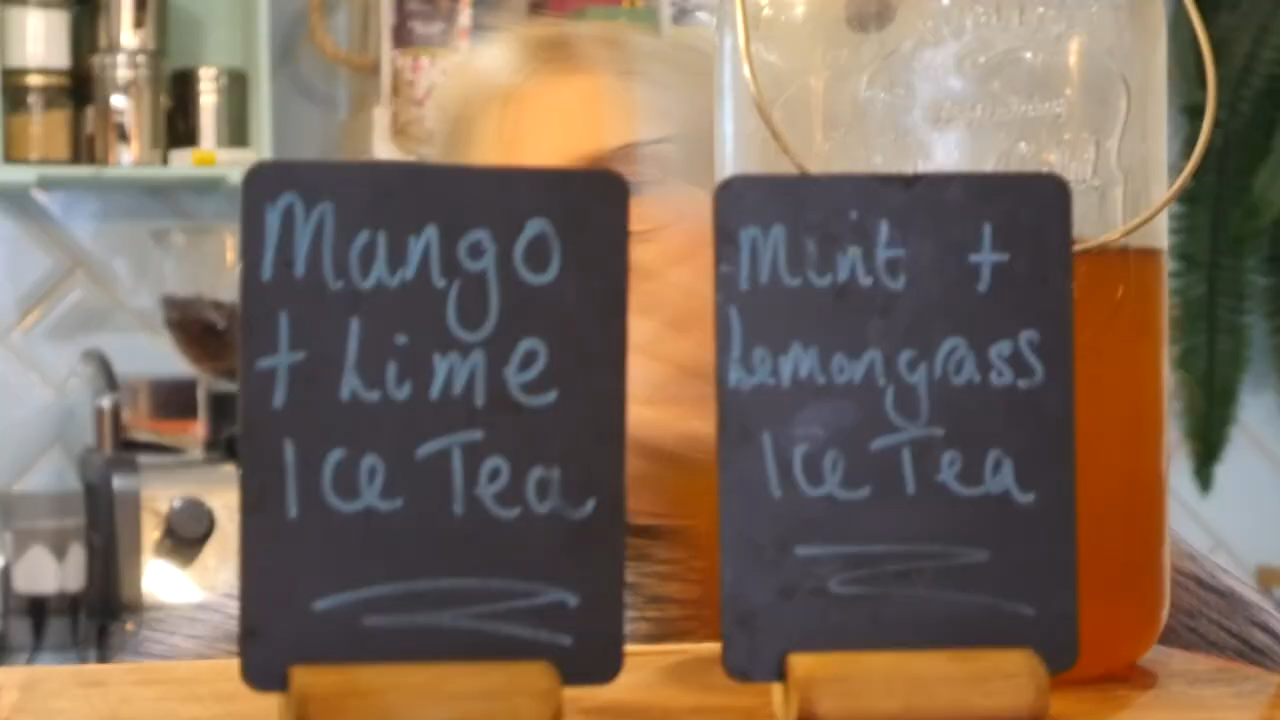 Mango
+ Lime
Ice Tea
Mint +
Lemongrass
Ice Tea